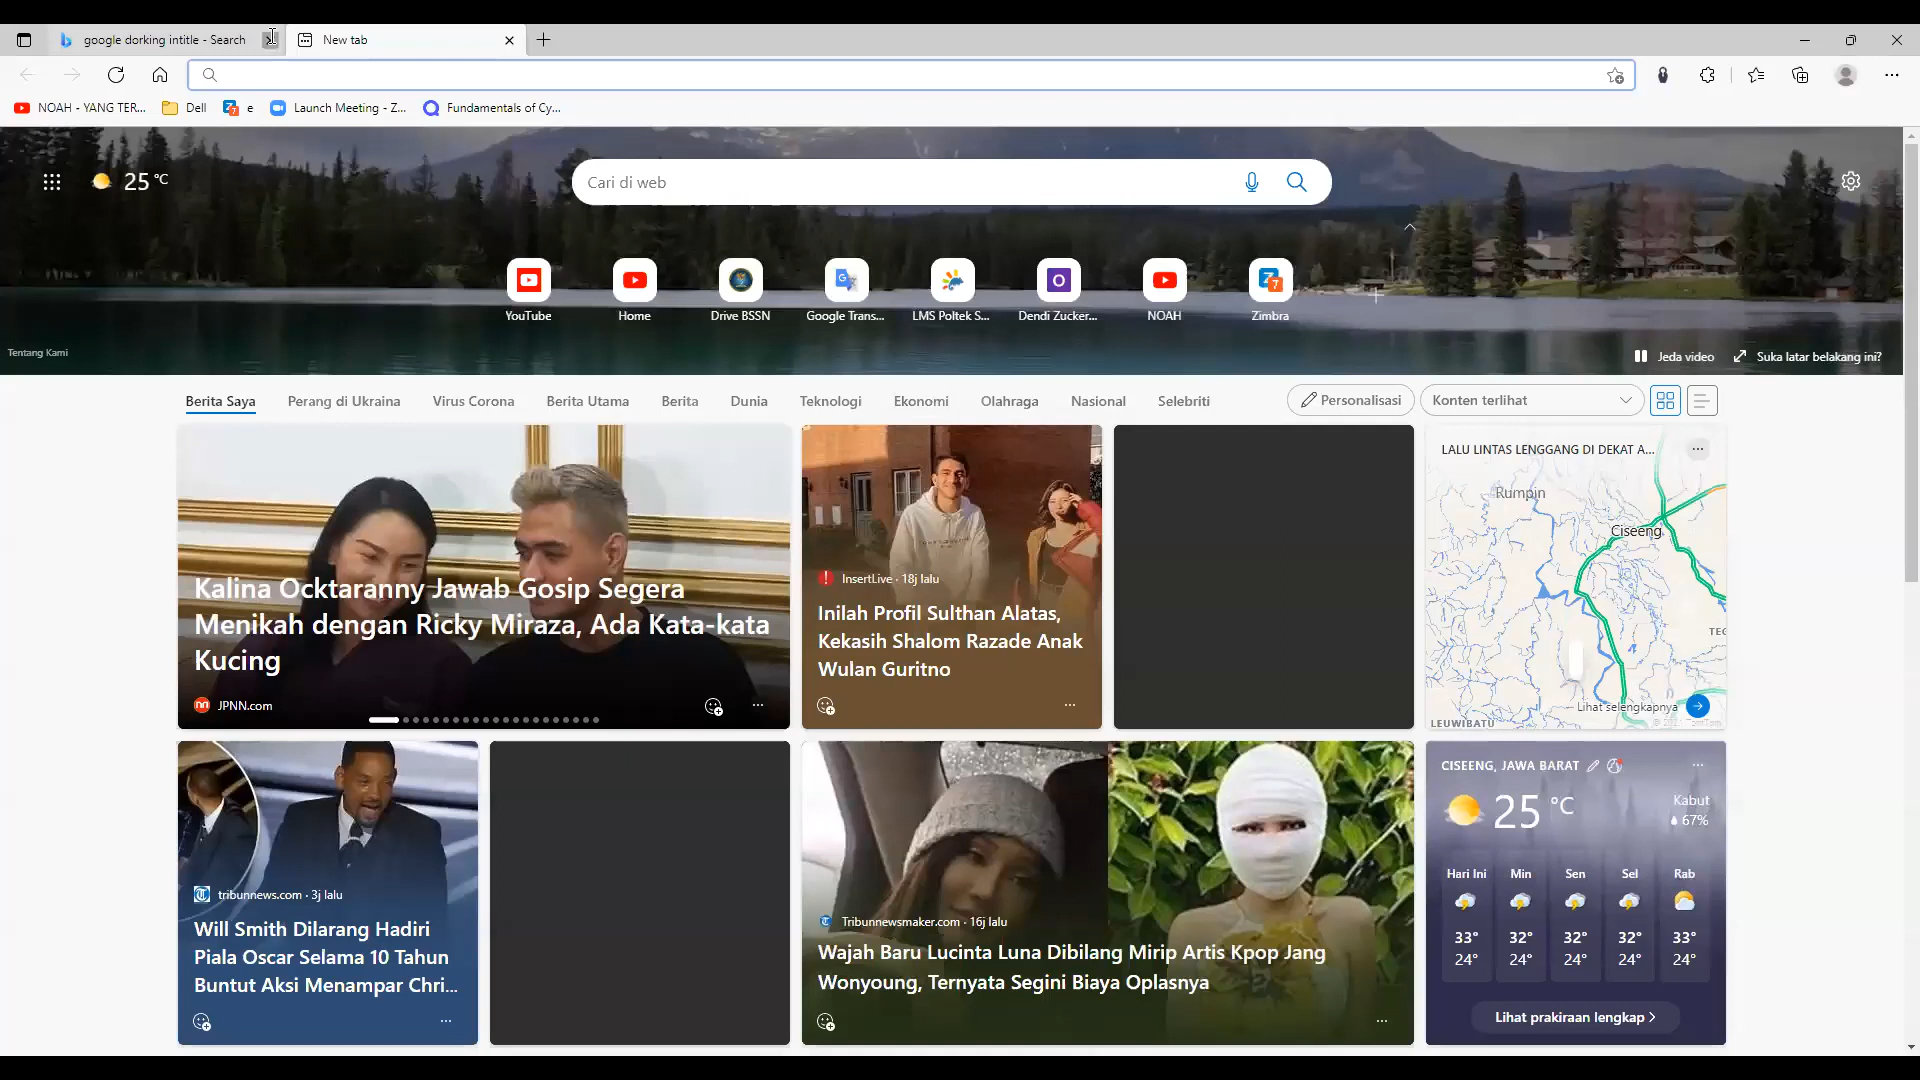 google dorking intitle - Search
New tab
NOAH - YANG TER...
Dell
e
Launch Meeting - Z...
Fundamentals of Cy...
25 °C
Cari di web
YouTube
Home
Drive BSSN
Google Trans...
LMS Poltek S...
Dendi Zucker...
NOAH
Zimbra
Tentang Kami
Jeda video
Suka latar belakang ini?
Berita Saya
Perang di Ukraina
Virus Corona
Berita Utama
Berita
Dunia
Teknologi
Ekonomi
Olahraga
Nasional
Selebriti
Personalisasi
Konten terlihat
Kalina Ocktaranny Jawab Gosip Segera
Menikah dengan Ricky Miraza, Ada Kata-kata
Kucing
JPNN.com
InsertLive · 18j lalu
Inilah Profil Sulthan Alatas,
Kekasih Shalom Razade Anak
Wulan Guritno
LALU LINTAS LENGGANG DI DEKAT A...
Rumpin
Ciseeng
TEC
Lihat selengkapnya
LEUWIBATU
tribunnews.com · 3j lalu
Will Smith Dilarang Hadiri
Piala Oscar Selama 10 Tahun
Buntut Aksi Menampar Chri...
Tribunnewsmaker.com · 16j lalu
Wajah Baru Lucinta Luna Dibilang Mirip Artis Kpop Jang
Wonyoung, Ternyata Segini Biaya Oplasnya
CISEENG, JAWA BARAT
25 °C
Kabut
67%
Hari Ini Min Sen Sel Rab
33° 32° 32° 32° 33°
24° 24° 24° 24° 24°
Lihat prakiraan lengkap >